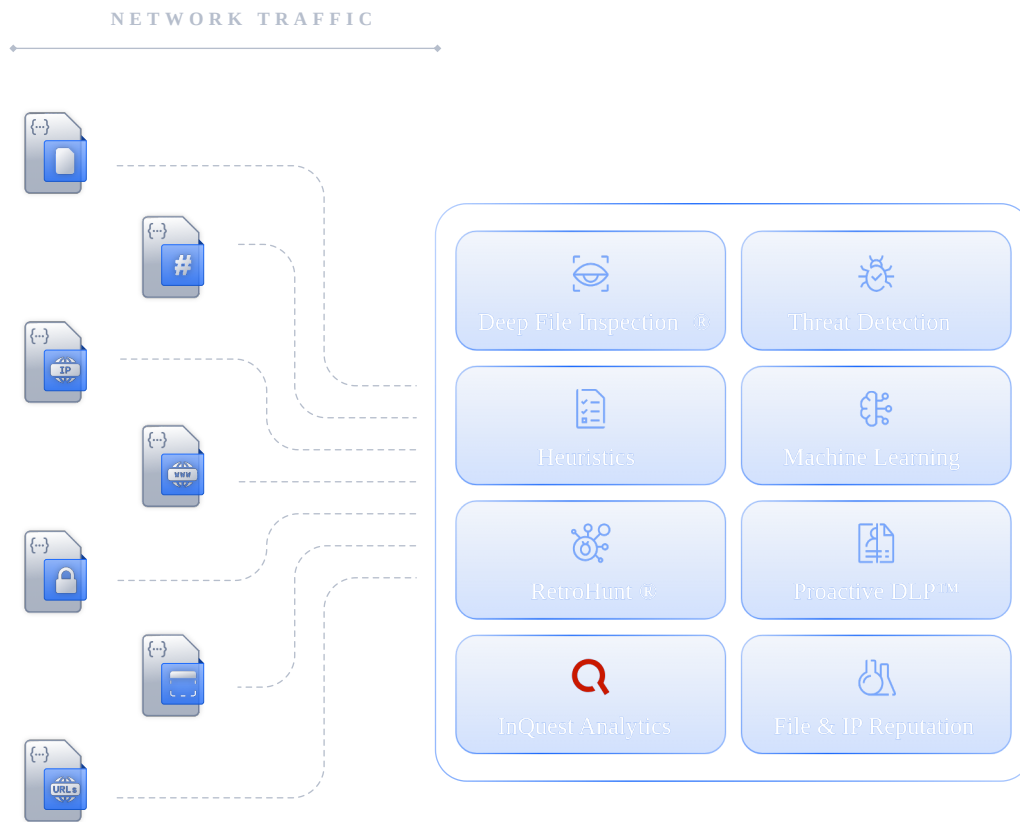 NETWORK TRAFFIC
{···}
{···}
#
{···}
IP
{···}
WWW
{···}
{···}
{···}
URLs
Deep File Inspection ®
Threat Detection
Heuristics
Machine Learning
RetroHunt ®
Proactive DLP™
InQuest Analytics
File & IP Reputation